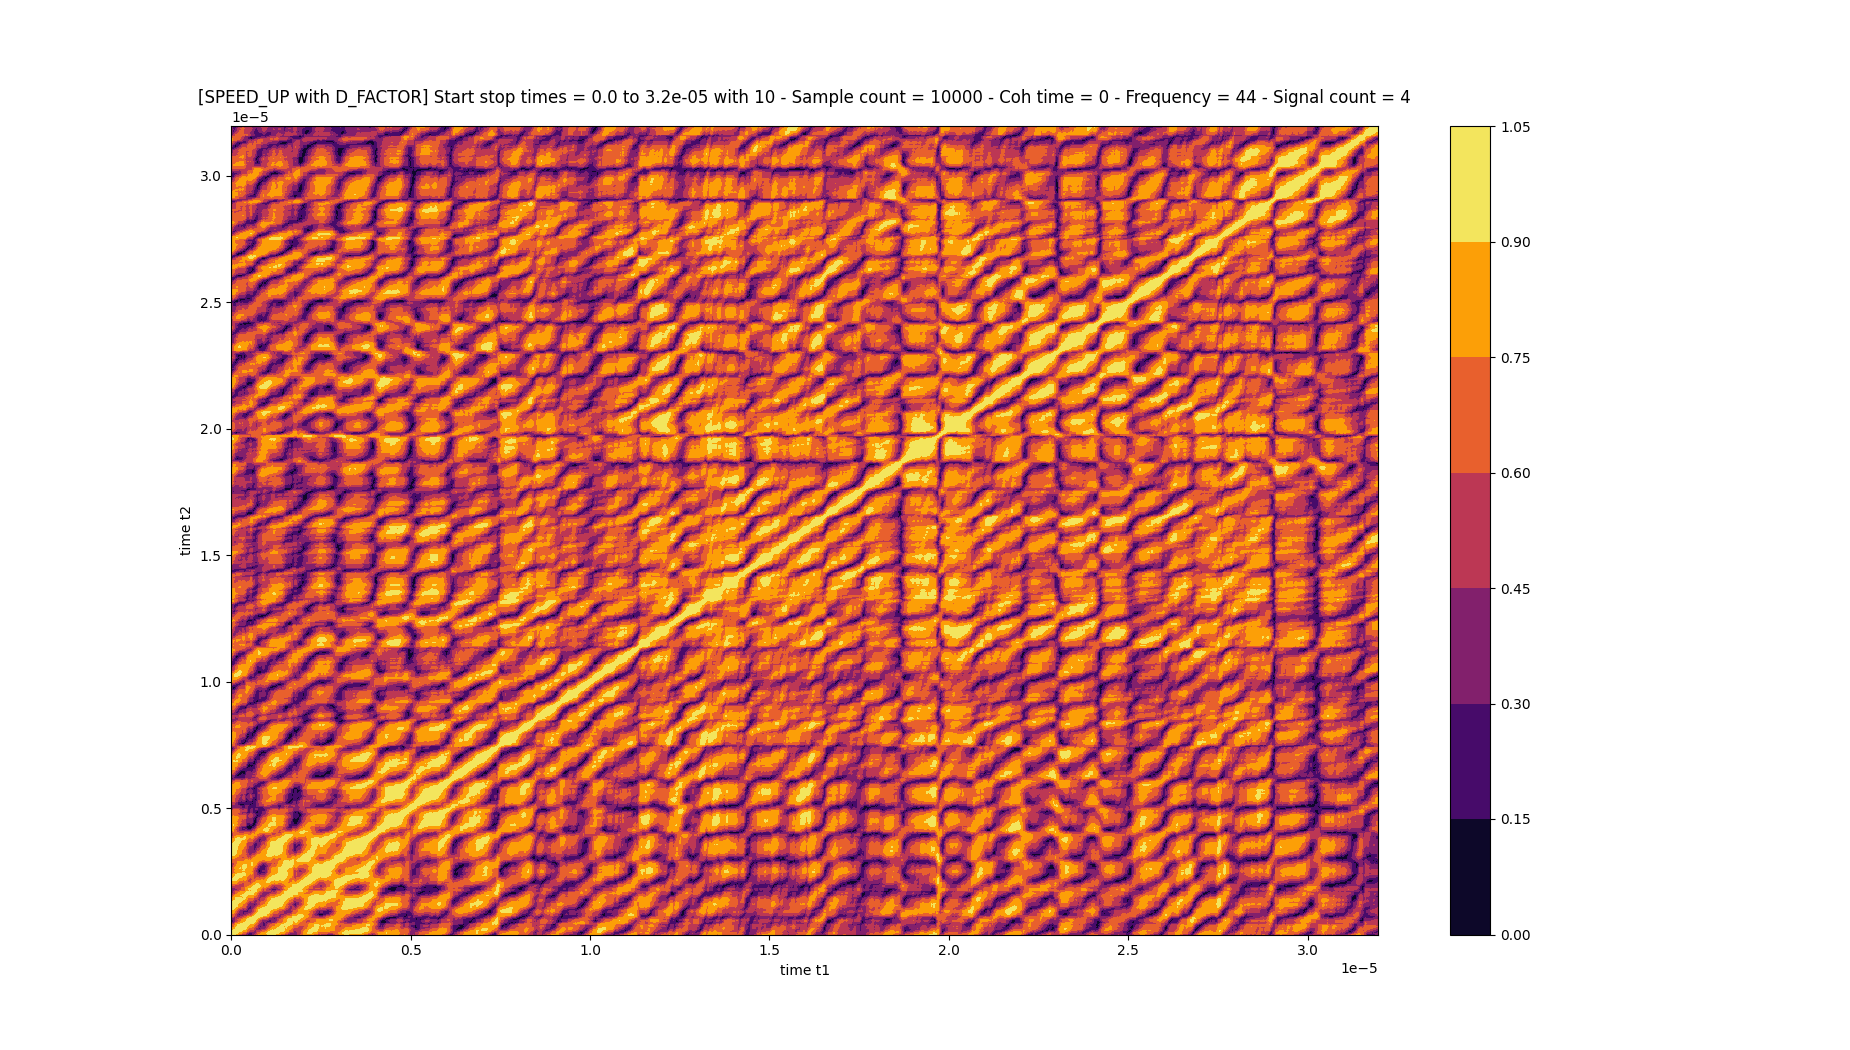 [SPEED_UP with D_FACTOR] Start stop times = 0.0 to 3.2e-05 with 10 - Sample count = 10000 - Coh time = 0 - Frequency = 44 - Signal count = 4
1e−5
3.0
2.5
2.0
1.5
1.0
0.5
0.0
time t2
0.0 0.5 1.0 1.5 2.0 2.5 3.0
time t1
1e−5
1.05
0.90
0.75
0.60
0.45
0.30
0.15
0.00